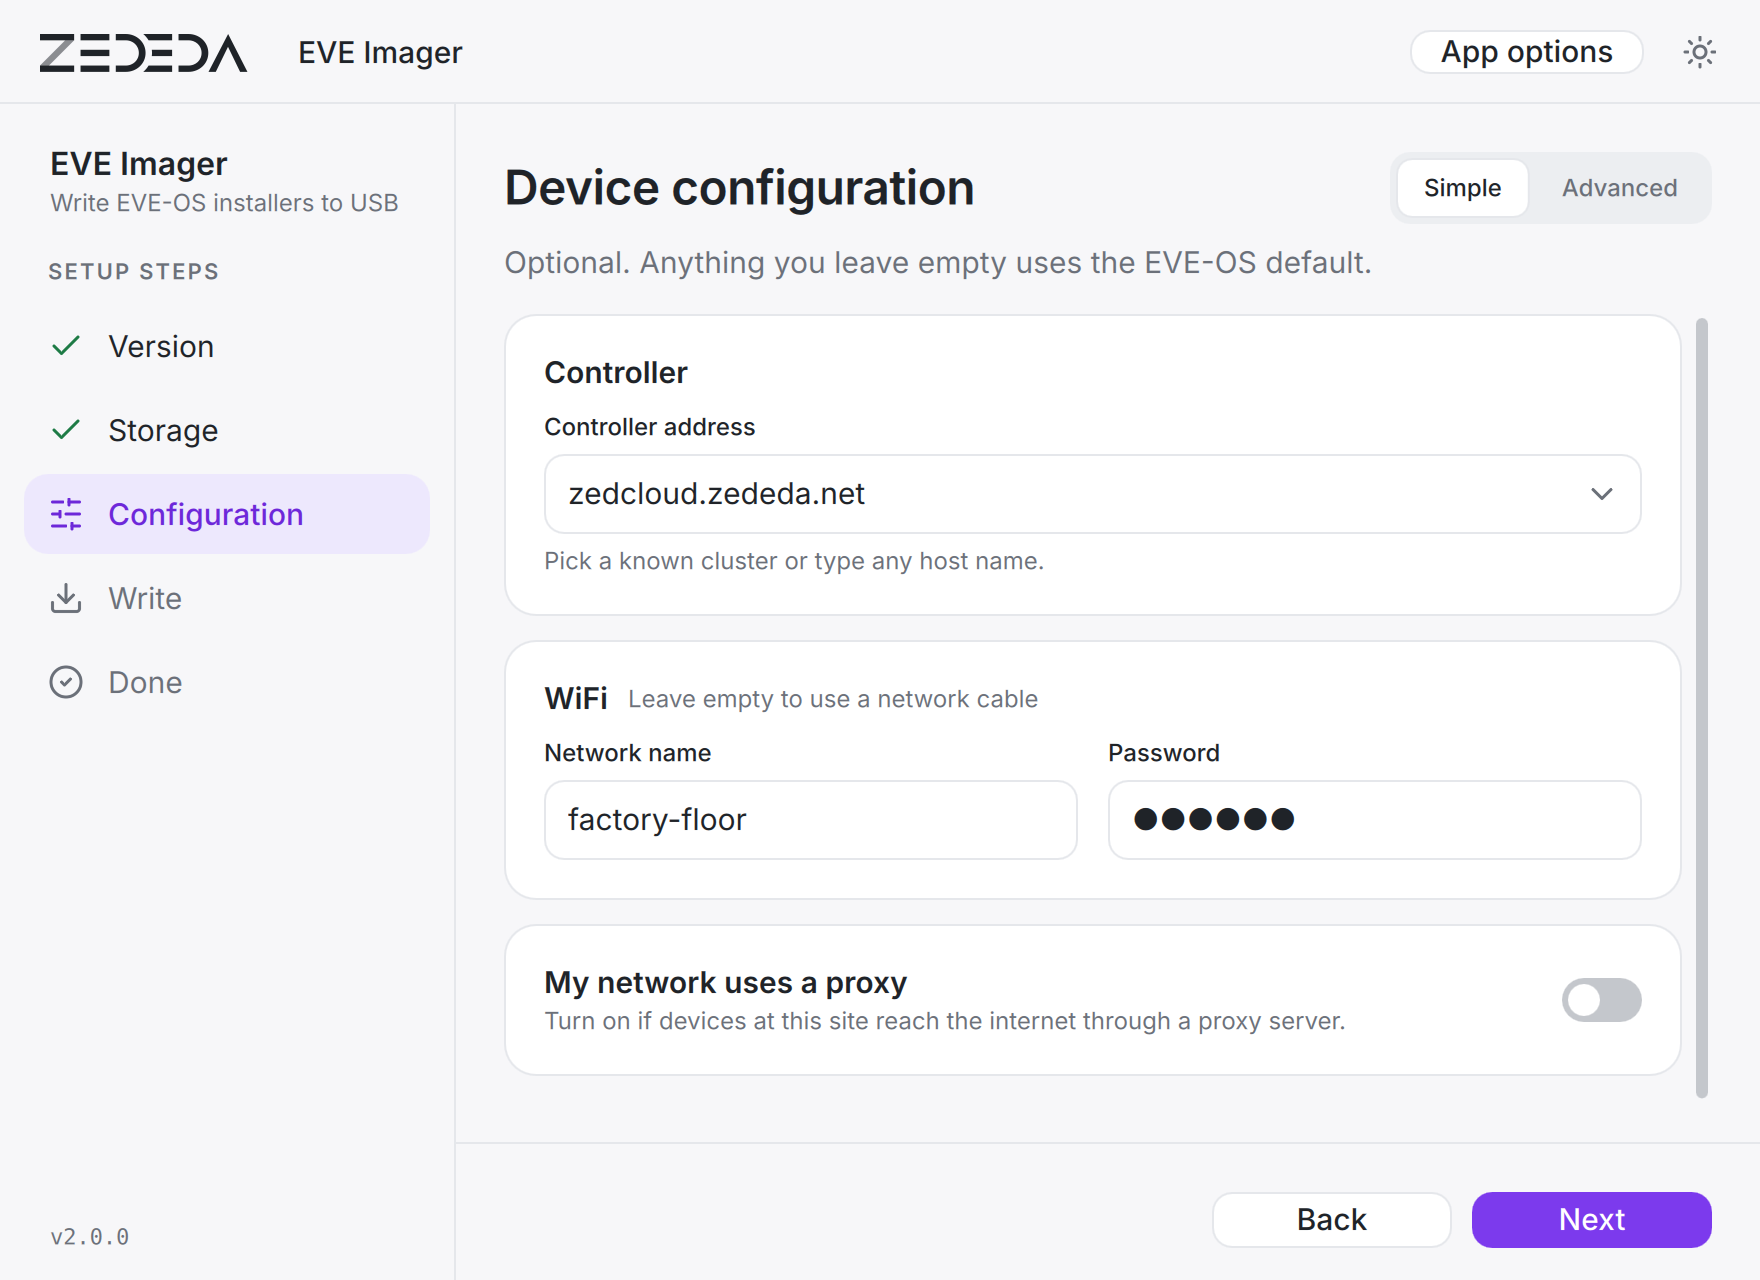 ZEDEDA
EVE Imager
App options
EVE Imager
Write EVE-OS installers to USB
SETUP STEPS
Version
Storage
Configuration
Write
Done
v2.0.0
Device configuration
Simple
Advanced
Optional. Anything you leave empty uses the EVE-OS default.
Controller
Controller address
zedcloud.zededa.net
Pick a known cluster or type any host name.
WiFi Leave empty to use a network cable
Network name
Password
factory-floor
●●●●●●
My network uses a proxy
Turn on if devices at this site reach the internet through a proxy server.
Back
Next